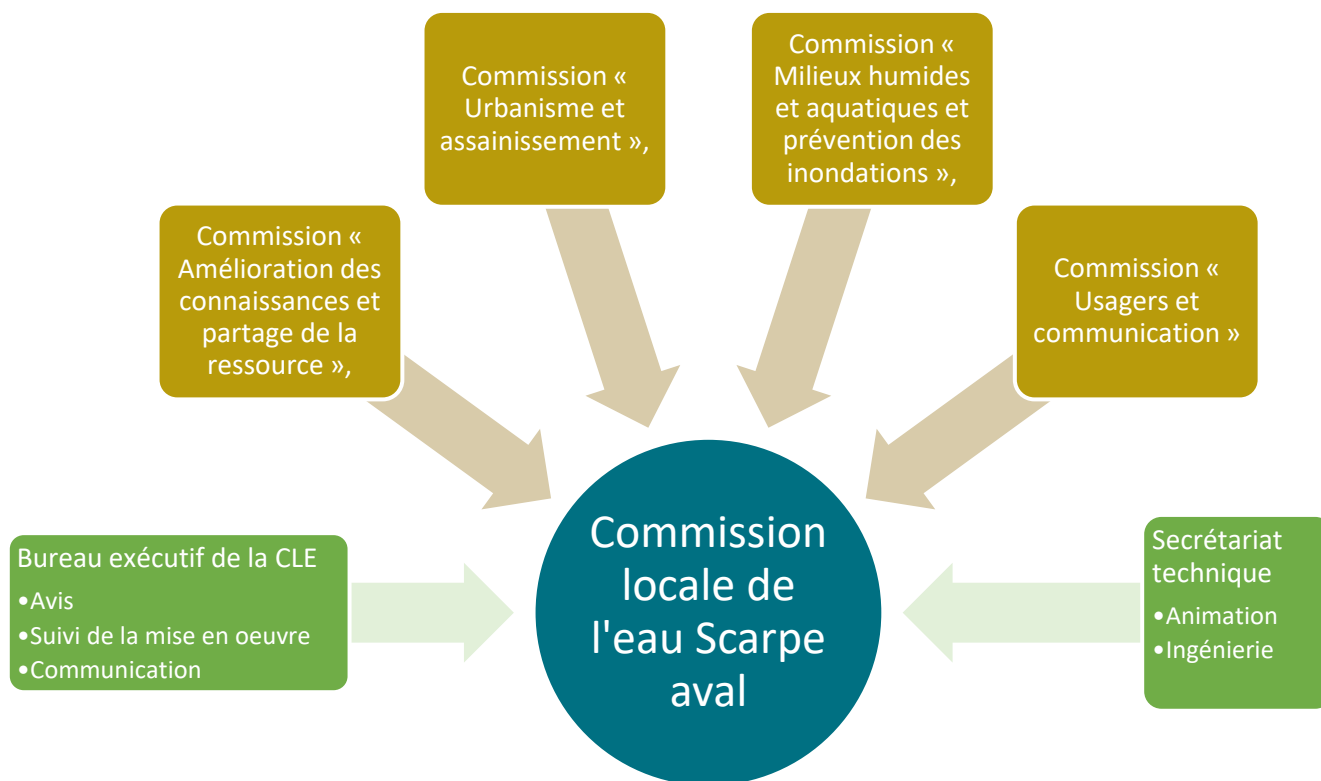 Commission «
Urbanisme et
assainissement »,
Commission «
Milieux humides
et aquatiques et
prévention des
inondations »,
Commission «
Amélioration des
connaissances et
partage de la
ressource »,
Commission «
Usagers et
communication »
Commission
locale de
l'eau Scarpe
aval
Bureau exécutif de la CLE
•Avis
•Suivi de la mise en oeuvre
•Communication
Secrétariat
technique
•Animation
•Ingénierie